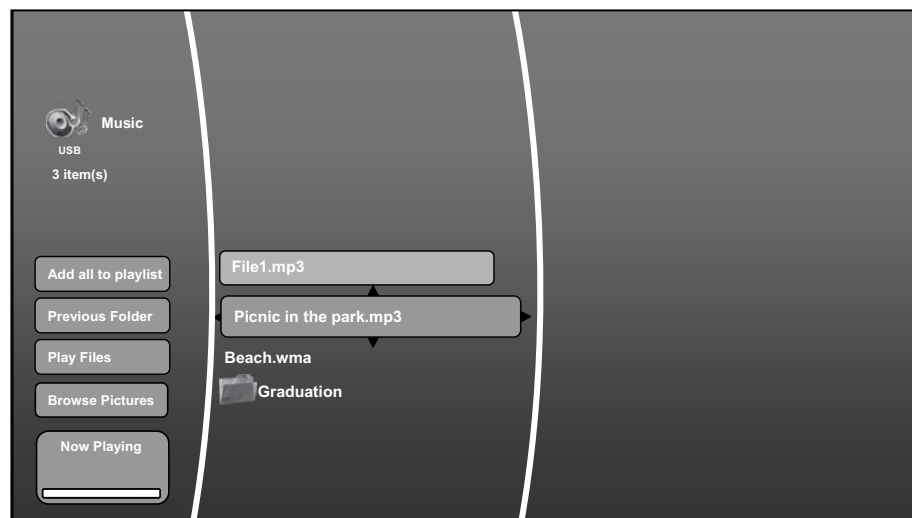 Music
USB
3 item(s)
Add all to playlist
Previous Folder
Play Files
Browse Pictures
Now Playing
File1.mp3
Picnic in the park.mp3
Beach.wma
Graduation